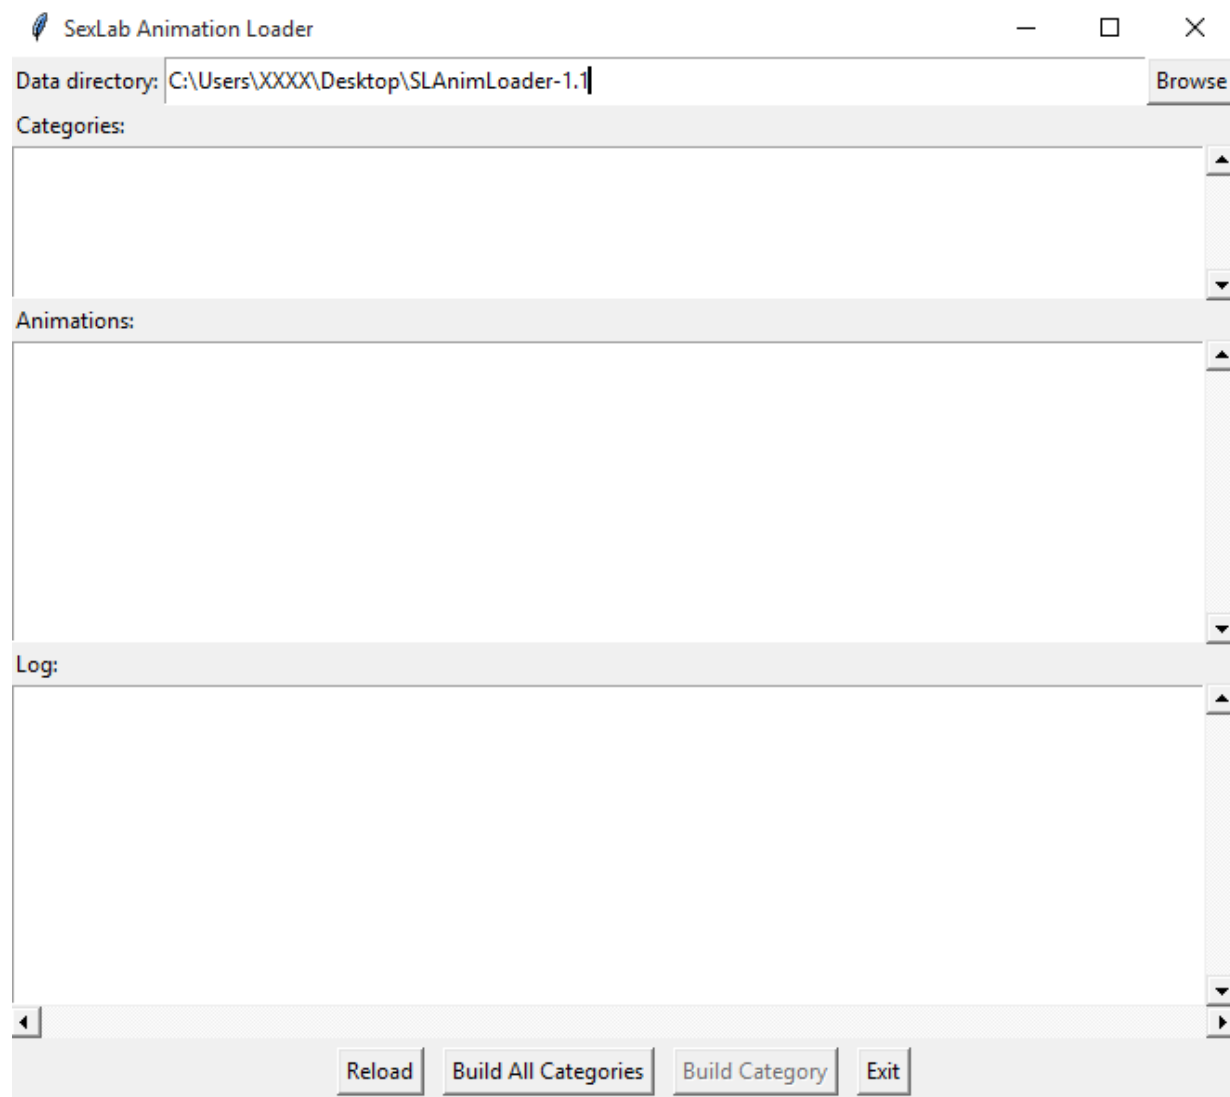 SexLab Animation Loader
Data directory: C:\Users\XXXX\Desktop\SLAnimLoader-1.1 Browse
Categories:
Animations:
Log:
Reload Build All Categories Build Category Exit